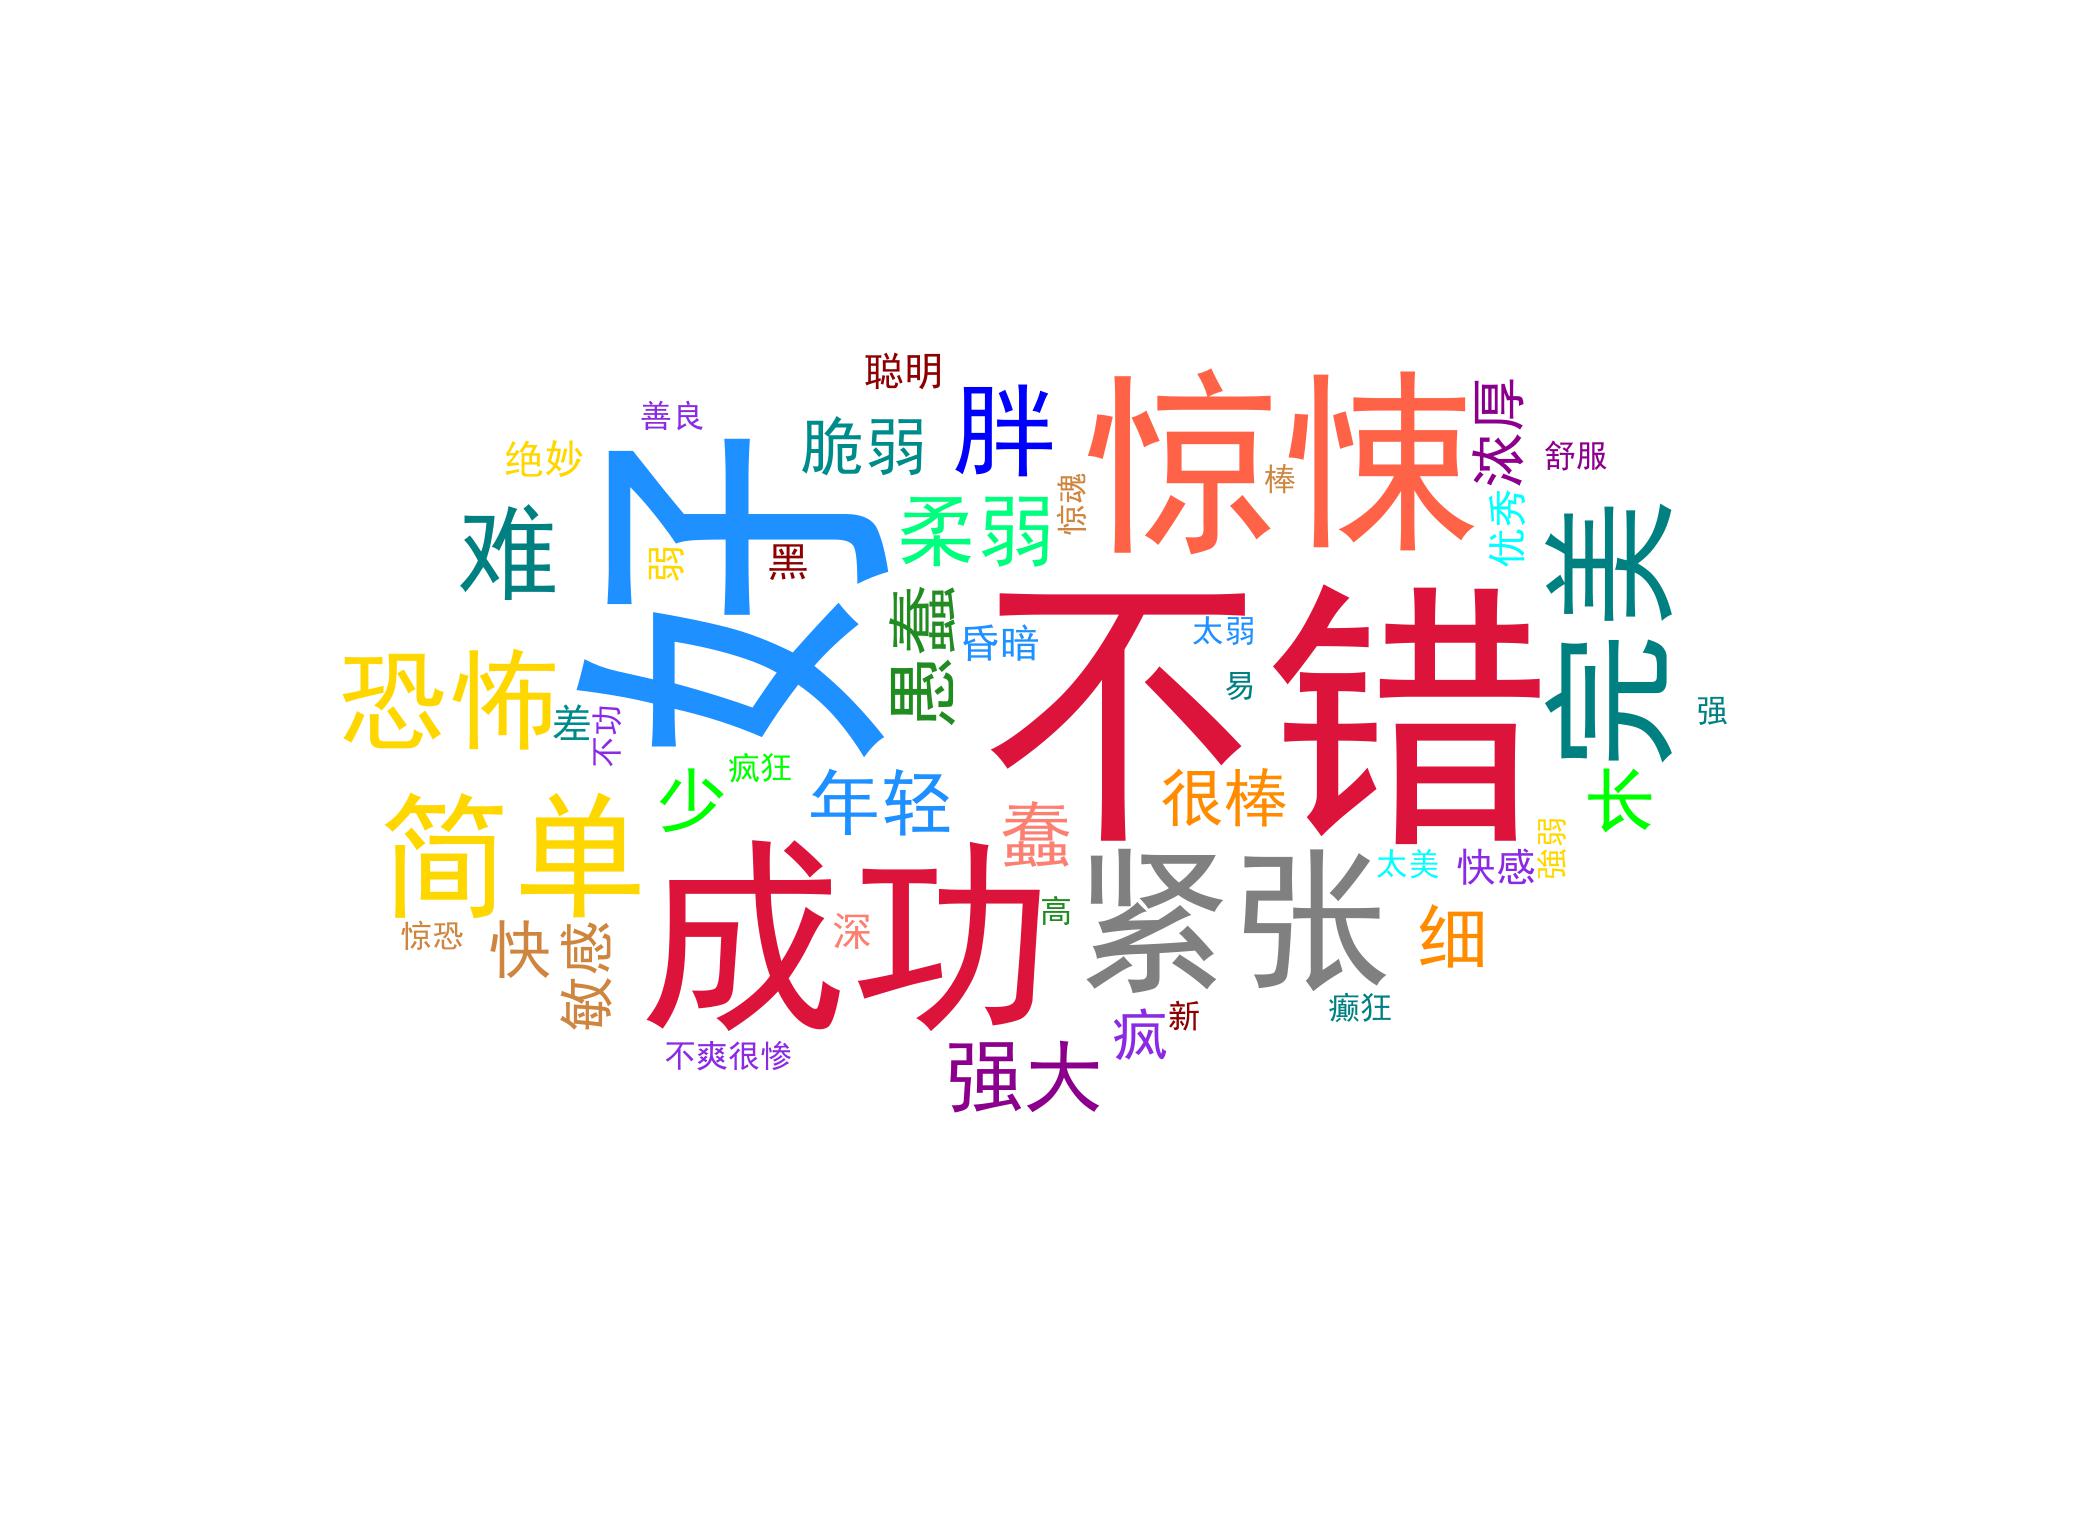 聪明
善良
绝妙
脆弱
胖
惊悚
浓厚
舒服
难
好
弱
黑
柔弱
惊魂
棒
优秀
完美
愚蠢
昏暗
不错
太弱
易
强
恐怖
差
不功
少
疯狂
年轻
很棒
长
简单
蠢
成功
深
高
紧张
太美
快感
强弱
细
惊恐
快
敏感
疯
新
癫狂
不爽很惨
强大